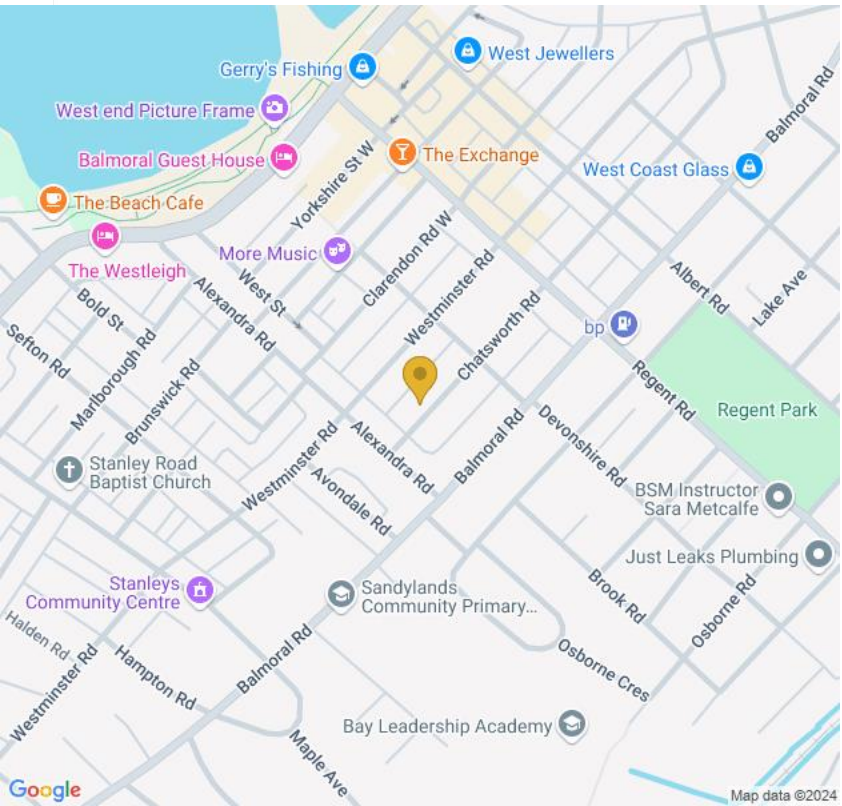 West Jewellers
Gerry's Fishing
Balmoral Rd
West end Picture Frame
The Exchange
Balmoral Guest House
West Coast Glass
Yorkshire St W
The Beach Cafe
Clarendon Rd W
More Music
The Westleigh
Westminster Rd
Albert Rd
Lake Ave
West St
Alexandra Rd
Bold St
Chatsworth Rd
bp
Sefton Rd
Marlborough Rd
Brunswick Rd
Regent Rd
Regent Park
Devonshire Rd
Balmoral Rd
Westminster Rd
Alexandra Rd
Stanley Road
Baptist Church
Avondale Rd
BSM Instructor
Sara Metcalfe
Just Leaks Plumbing
Stanleys
Community Centre
Sandylands
Community Primary...
Brook Rd
Osborne Rd
Halden Rd
Hampton Rd
Westminster Rd
Balmoral Rd
Osborne Cres
Bay Leadership Academy
Maple Ave
Google
Map data ©2024